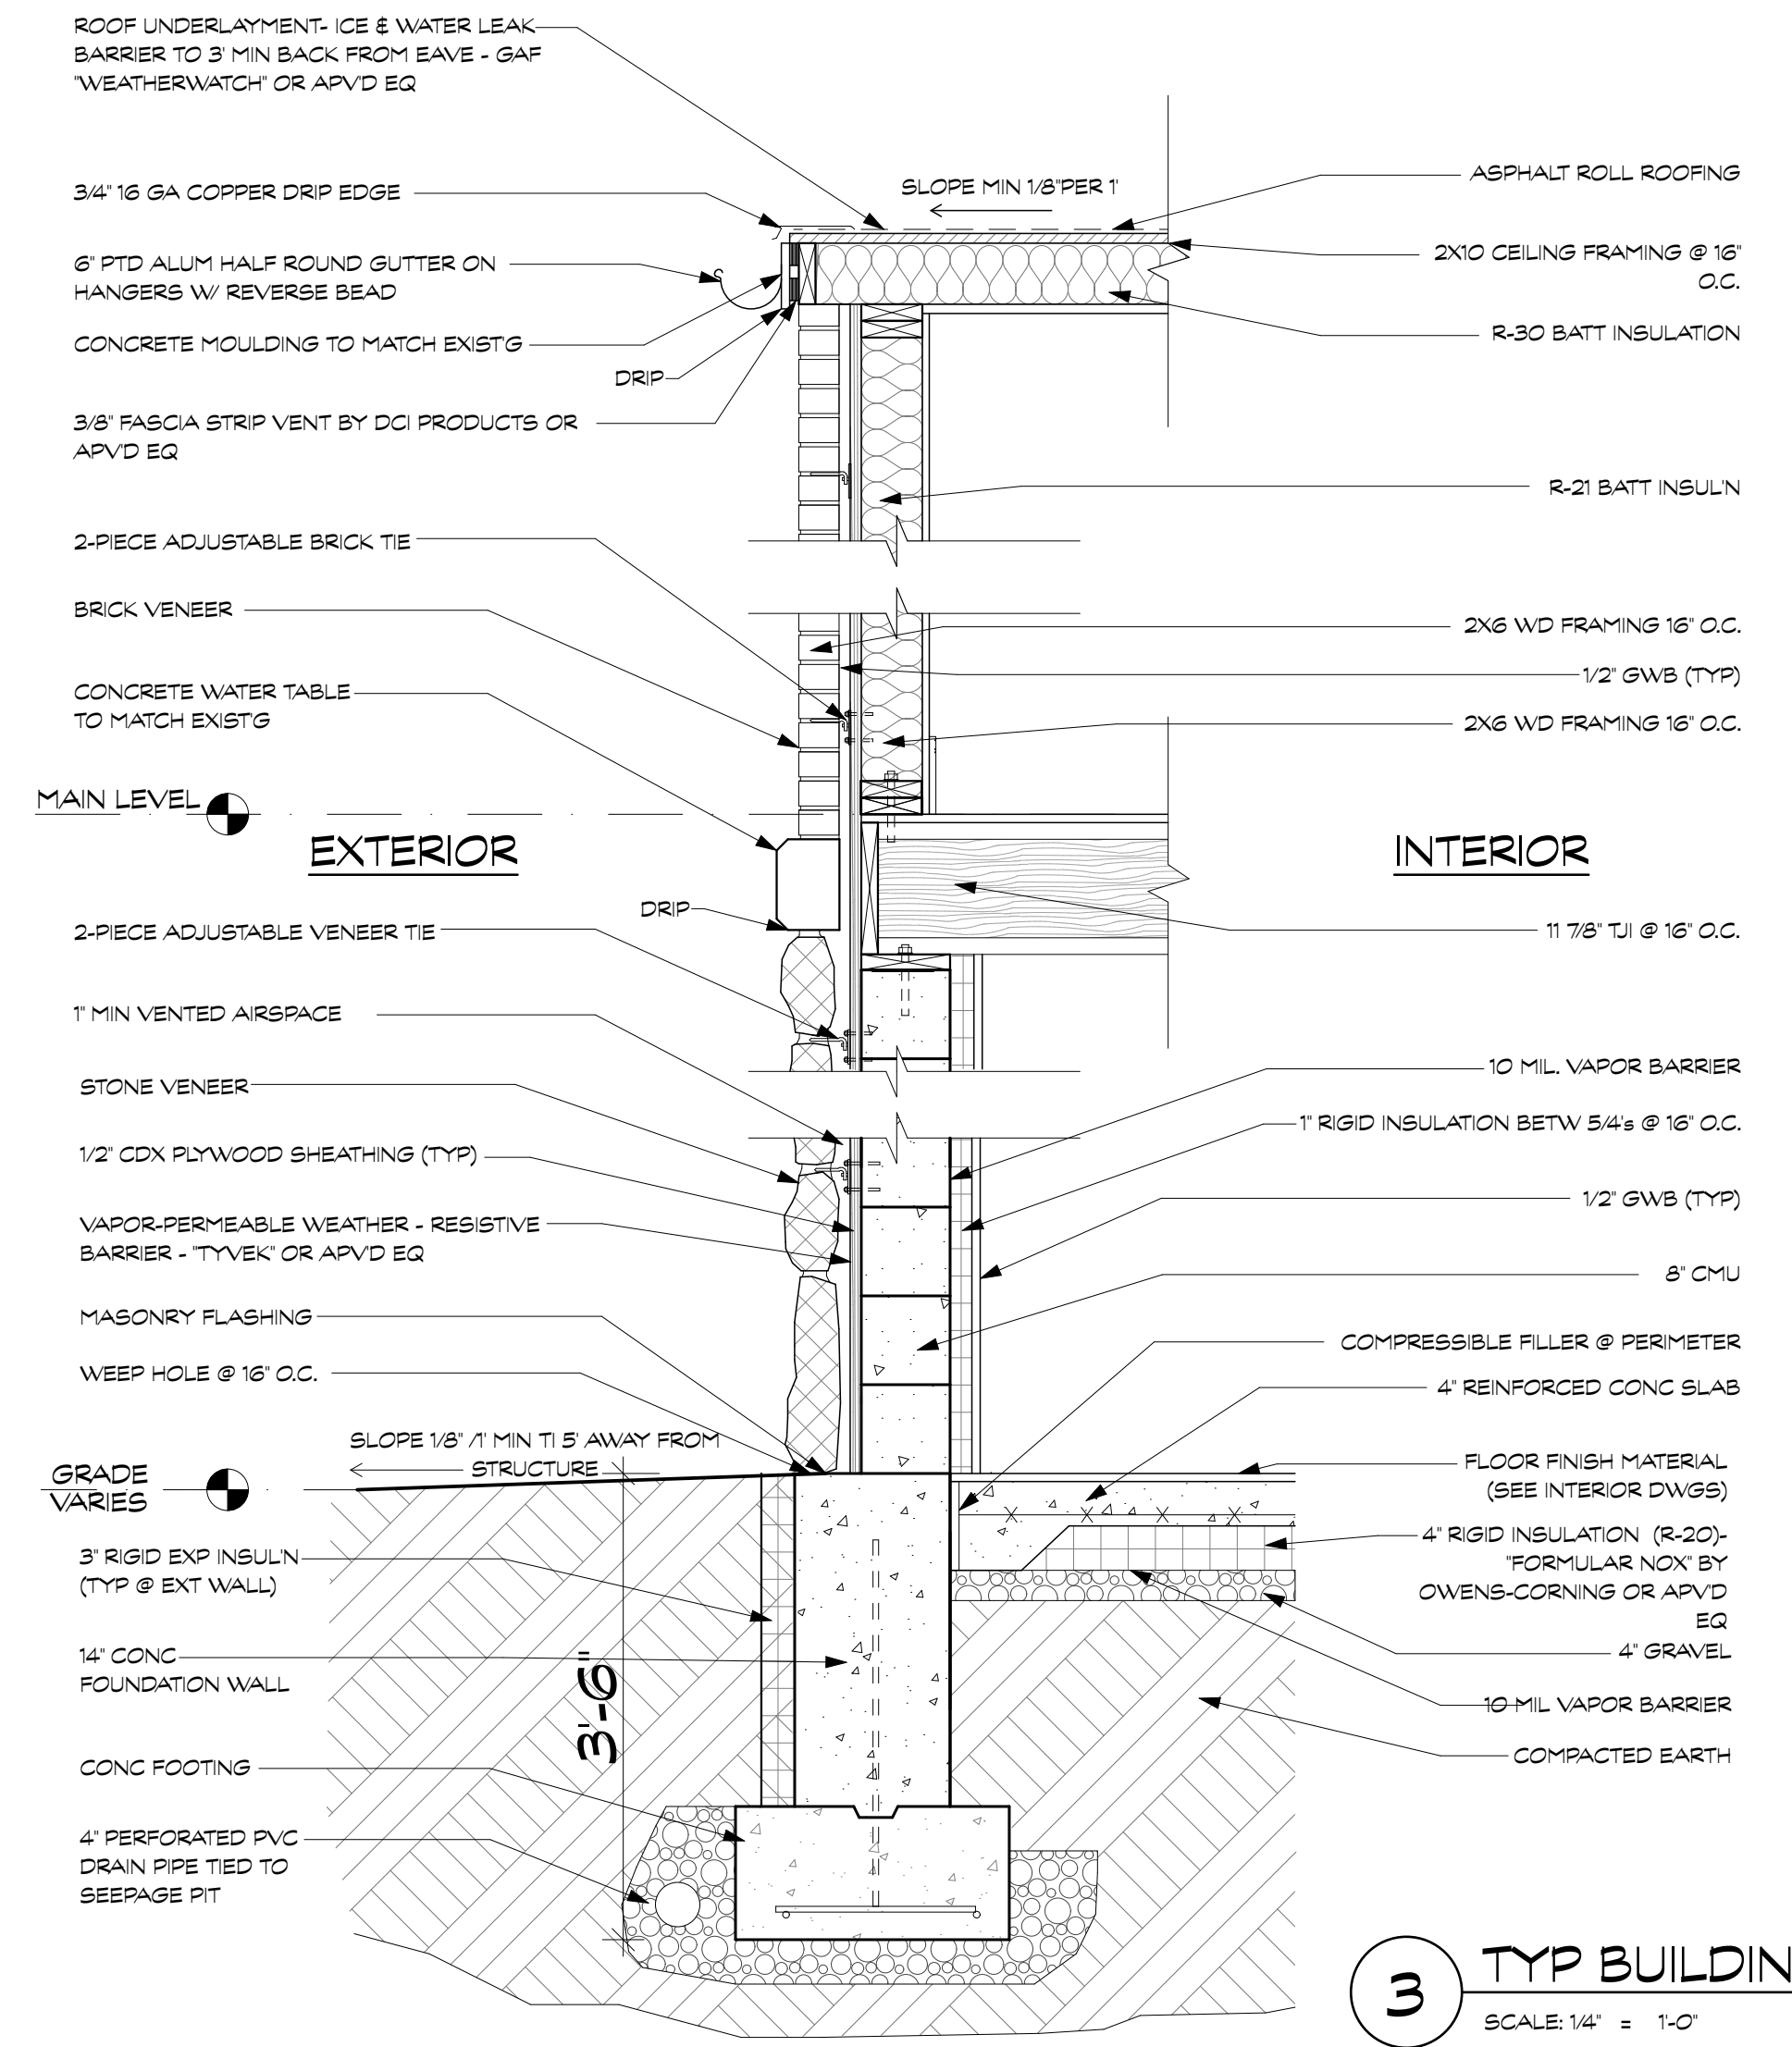 ROOF UNDERLAYMENT- ICE & WATER LEAK
BARRIER TO 3' MIN BACK FROM EAVE - GAF
"WEATHERWATCH" OR APV'D EQ
3/4" 16 GA COPPER DRIP EDGE
6" PTD ALUM HALF ROUND GUTTER ON
HANGERS W/ REVERSE BEAD
CONCRETE MOULDING TO MATCH EXIST'G
DRIP
3/8" FASCIA STRIP VENT BY DCI PRODUCTS OR
APV'D EQ
2-PIECE ADJUSTABLE BRICK TIE
BRICK VENEER
CONCRETE WATER TABLE
TO MATCH EXIST'G
MAIN LEVEL
EXTERIOR
DRIP
2-PIECE ADJUSTABLE VENEER TIE
1" MIN VENTED AIRSPACE
STONE VENEER
1/2" CDX PLYWOOD SHEATHING (TYP)
VAPOR-PERMEABLE WEATHER - RESISTIVE
BARRIER - "TYVEK" OR APV'D EQ
MASONRY FLASHING
WEEP HOLE @ 16" O.C.
SLOPE 1/8" /1' MIN TI 5' AWAY FROM
STRUCTURE
GRADE
VARIES
3" RIGID EXP INSUL'N
(TYP @ EXT WALL)
14" CONC
FOUNDATION WALL
3'-6"
CONC FOOTING
4" PERFORATED PVC
DRAIN PIPE TIED TO
SEEPAGE PIT
SLOPE MIN 1/8"PER 1'
ASPHALT ROLL ROOFING
2X10 CEILING FRAMING @ 16"
O.C.
R-30 BATT INSULATION
R-21 BATT INSUL'N
2X6 WD FRAMING 16" O.C.
1/2" GWB (TYP)
2X6 WD FRAMING 16" O.C.
INTERIOR
11 7/8" TJI @ 16" O.C.
10 MIL. VAPOR BARRIER
1" RIGID INSULATION BETW 5/4's @ 16" O.C.
1/2" GWB (TYP)
8" CMU
COMPRESSIBLE FILLER @ PERIMETER
4" REINFORCED CONC SLAB
FLOOR FINISH MATERIAL
(SEE INTERIOR DWGS)
4" RIGID INSULATION (R-20)-
"FORMULAR NOX" BY
OWENS-CORNING OR APV'D
EQ
4" GRAVEL
10 MIL VAPOR BARRIER
COMPACTED EARTH
3
TYP BUILDIN
SCALE: 1/4" = 1'-0"